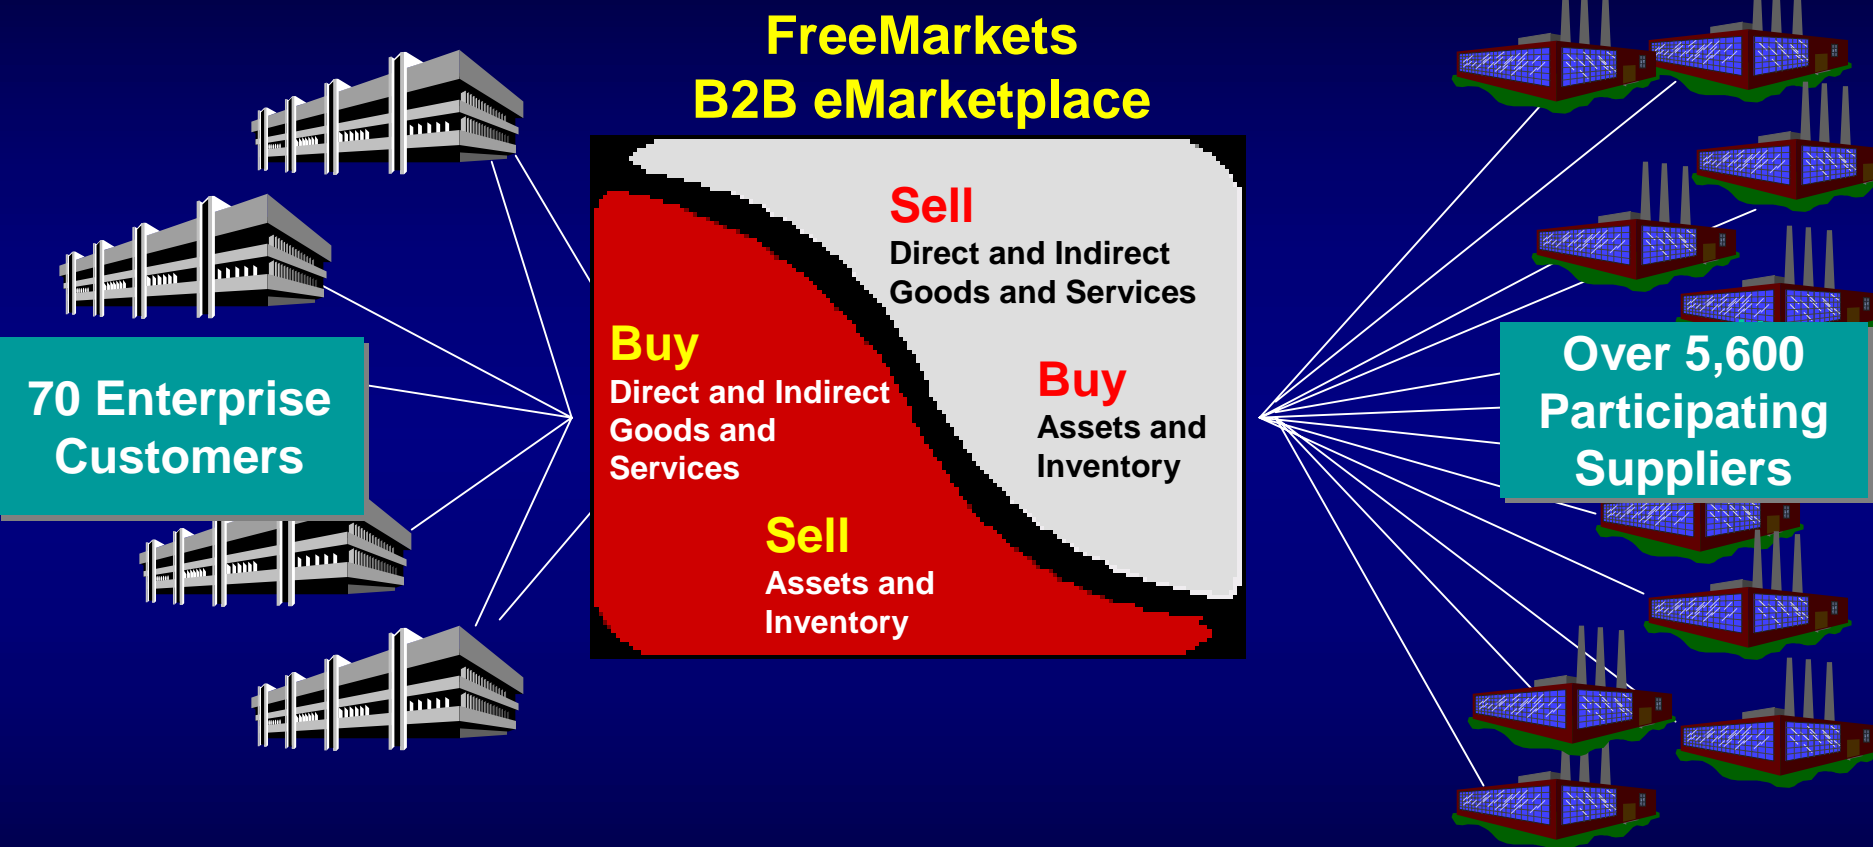 FreeMarkets
B2B eMarketplace
70 Enterprise
Customers
Buy
Direct and Indirect
Goods and
Services
Sell
Assets and
Inventory
Sell
Direct and Indirect
Goods and Services
Buy
Assets and
Inventory
Over 5,600
Participating
Suppliers